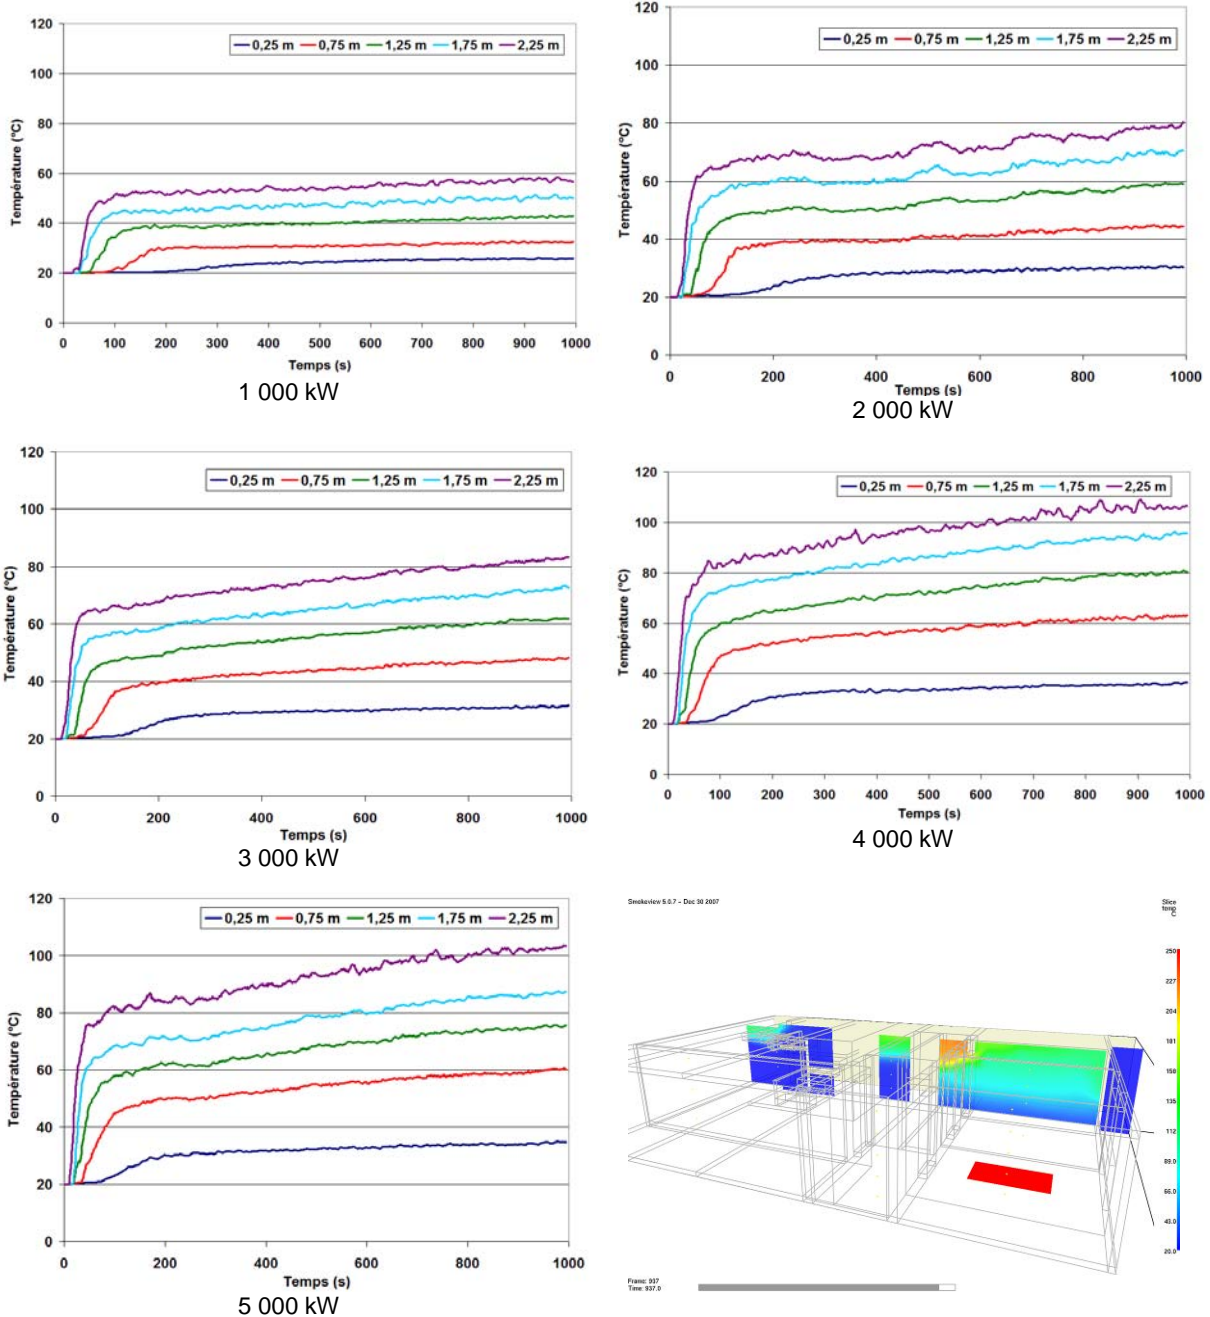 0,25 m 0,75 m 1,25 m 1,75 m 2,25 m
Température (°C)
120
100
80
60
40
20
0
0 100 200 300 400 500 600 700 800 900 1000
Temps (s)
1 000 kW
0,25 m 0,75 m 1,25 m 1,75 m 2,25 m
Température (°C)
120
100
80
60
40
20
0
0 200 400 600 800 1000
Temps (s)
2 000 kW
0,25 m 0,75 m 1,25 m 1,75 m 2,25 m
Température (°C)
120
100
80
60
40
20
0
0 200 400 600 800 1000
Temps (s)
3 000 kW
0,25 m 0,75 m 1,25 m 1,75 m 2,25 m
Température (°C)
120
100
80
60
40
20
0
0 100 200 300 400 500 600 700 800 900 1000
Temps (s)
4 000 kW
0,25 m 0,75 m 1,25 m 1,75 m 2,25 m
Température (°C)
120
100
80
60
40
20
0
0 200 400 600 800 1000
Temps (s)
5 000 kW
Smokeview 5.0.7 - Dec 30 2007
Slice
temp
C
250
227
204
181
158
135
112
89.0
66.0
43.0
20.0
Frame: 937
Time: 937.0